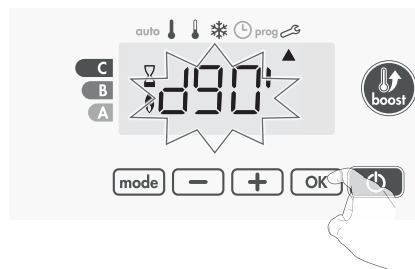 auto prog
C
B
A
d90'
boost
mode − + OK